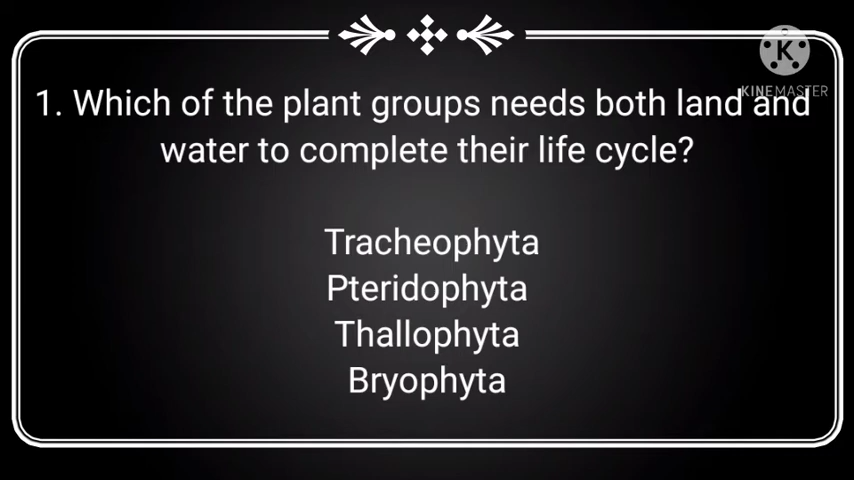 K
KINEMASTER
1. Which of the plant groups needs both land and
water to complete their life cycle?
Tracheophyta
Pteridophyta
Thallophyta
Bryophyta